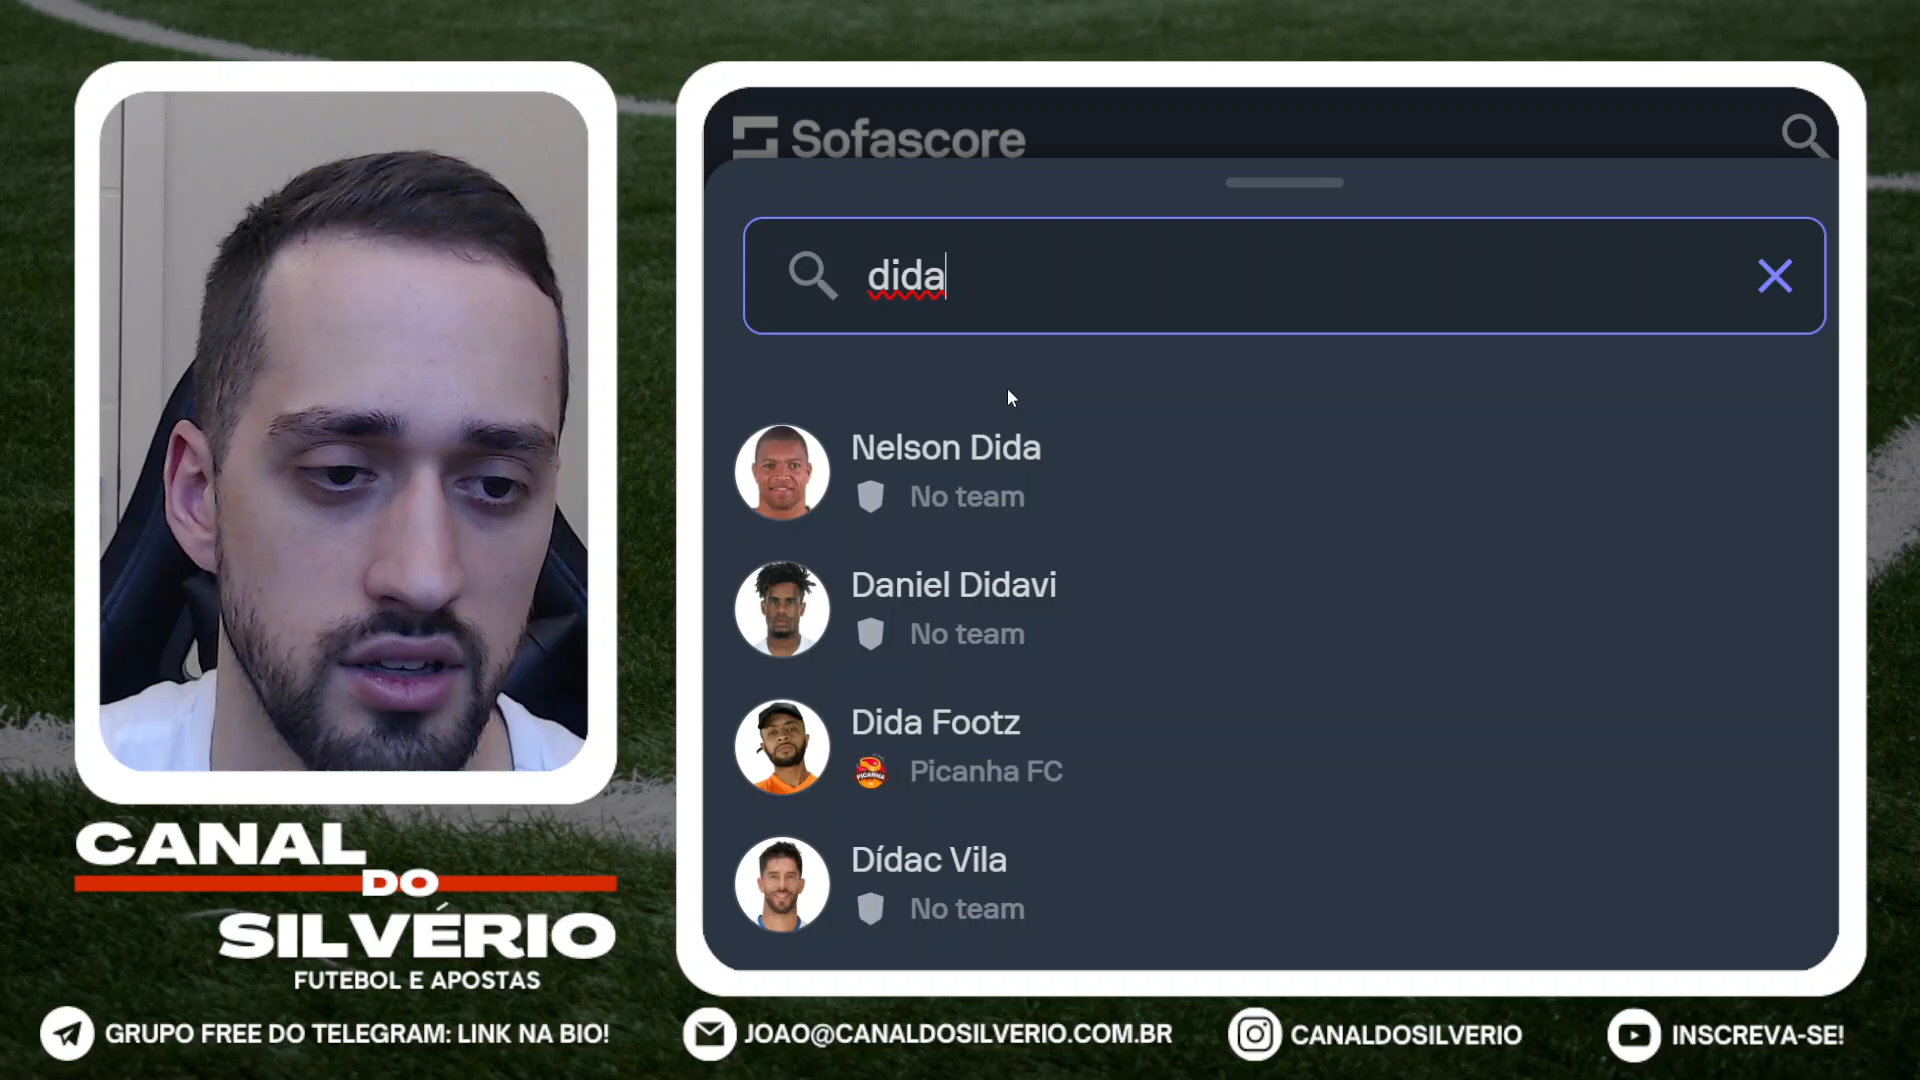 Sofascore
dida
Nelson Dida
No team
Daniel Didavi
No team
Dida Footz
PICANHA
Picanha FC
Dídac Vila
No team
CANAL
DO
SILVÉRIO
FUTEBOL E APOSTAS
GRUPO FREE DO TELEGRAM: LINK NA BIO!
JOAO@CANALDOSILVERIO.COM.BR
CANALDOSILVERIO
INSCREVA-SE!